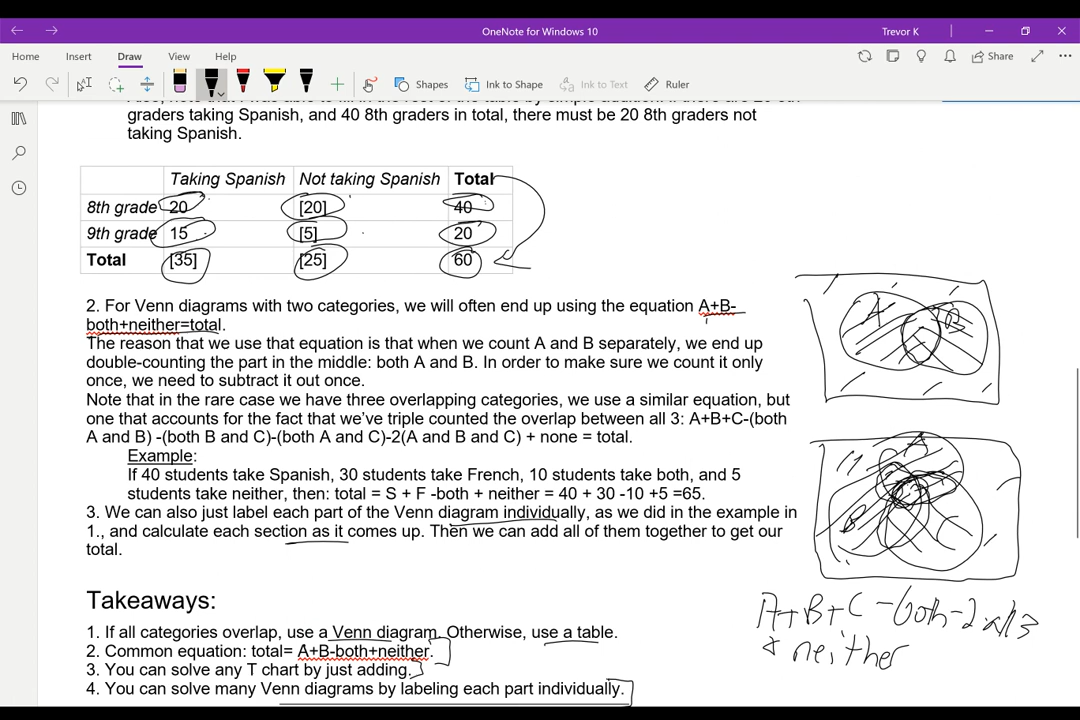 OneNote for Windows 10
Trevor K
Home Insert Draw View Help
Share
Shapes Ink to Shape Ink to Text Ruler
graders taking Spanish, and 40 8th graders in total, there must be 20 8th graders not
taking Spanish.
Taking Spanish Not taking Spanish Total
8th grade 20 [20] 40
9th grade 15 [5] 20
Total [35] [25] 60
2. For Venn diagrams with two categories, we will often end up using the equation A+B-
both+neither=total.
The reason that we use that equation is that when we count A and B separately, we end up
double-counting the part in the middle: both A and B. In order to make sure we count it only
once, we need to subtract it out once.
Note that in the rare case we have three overlapping categories, we use a similar equation, but
one that accounts for the fact that we've triple counted the overlap between all 3: A+B+C-(both
A and B) -(both B and C)-(both A and C)-2(A and B and C) + none = total.
Example:
If 40 students take Spanish, 30 students take French, 10 students take both, and 5
students take neither, then: total = S + F -both + neither = 40 + 30 -10 +5 =65.
3. We can also just label each part of the Venn diagram individually, as we did in the example in
1., and calculate each section as it comes up. Then we can add all of them together to get our
total.
A B
A
B
A+B+C-both-2·all3
+ neither
Takeaways:
1. If all categories overlap, use a Venn diagram. Otherwise, use a table.
2. Common equation: total= A+B-both+neither.
3. You can solve any T chart by just adding.
4. You can solve many Venn diagrams by labeling each part individually.